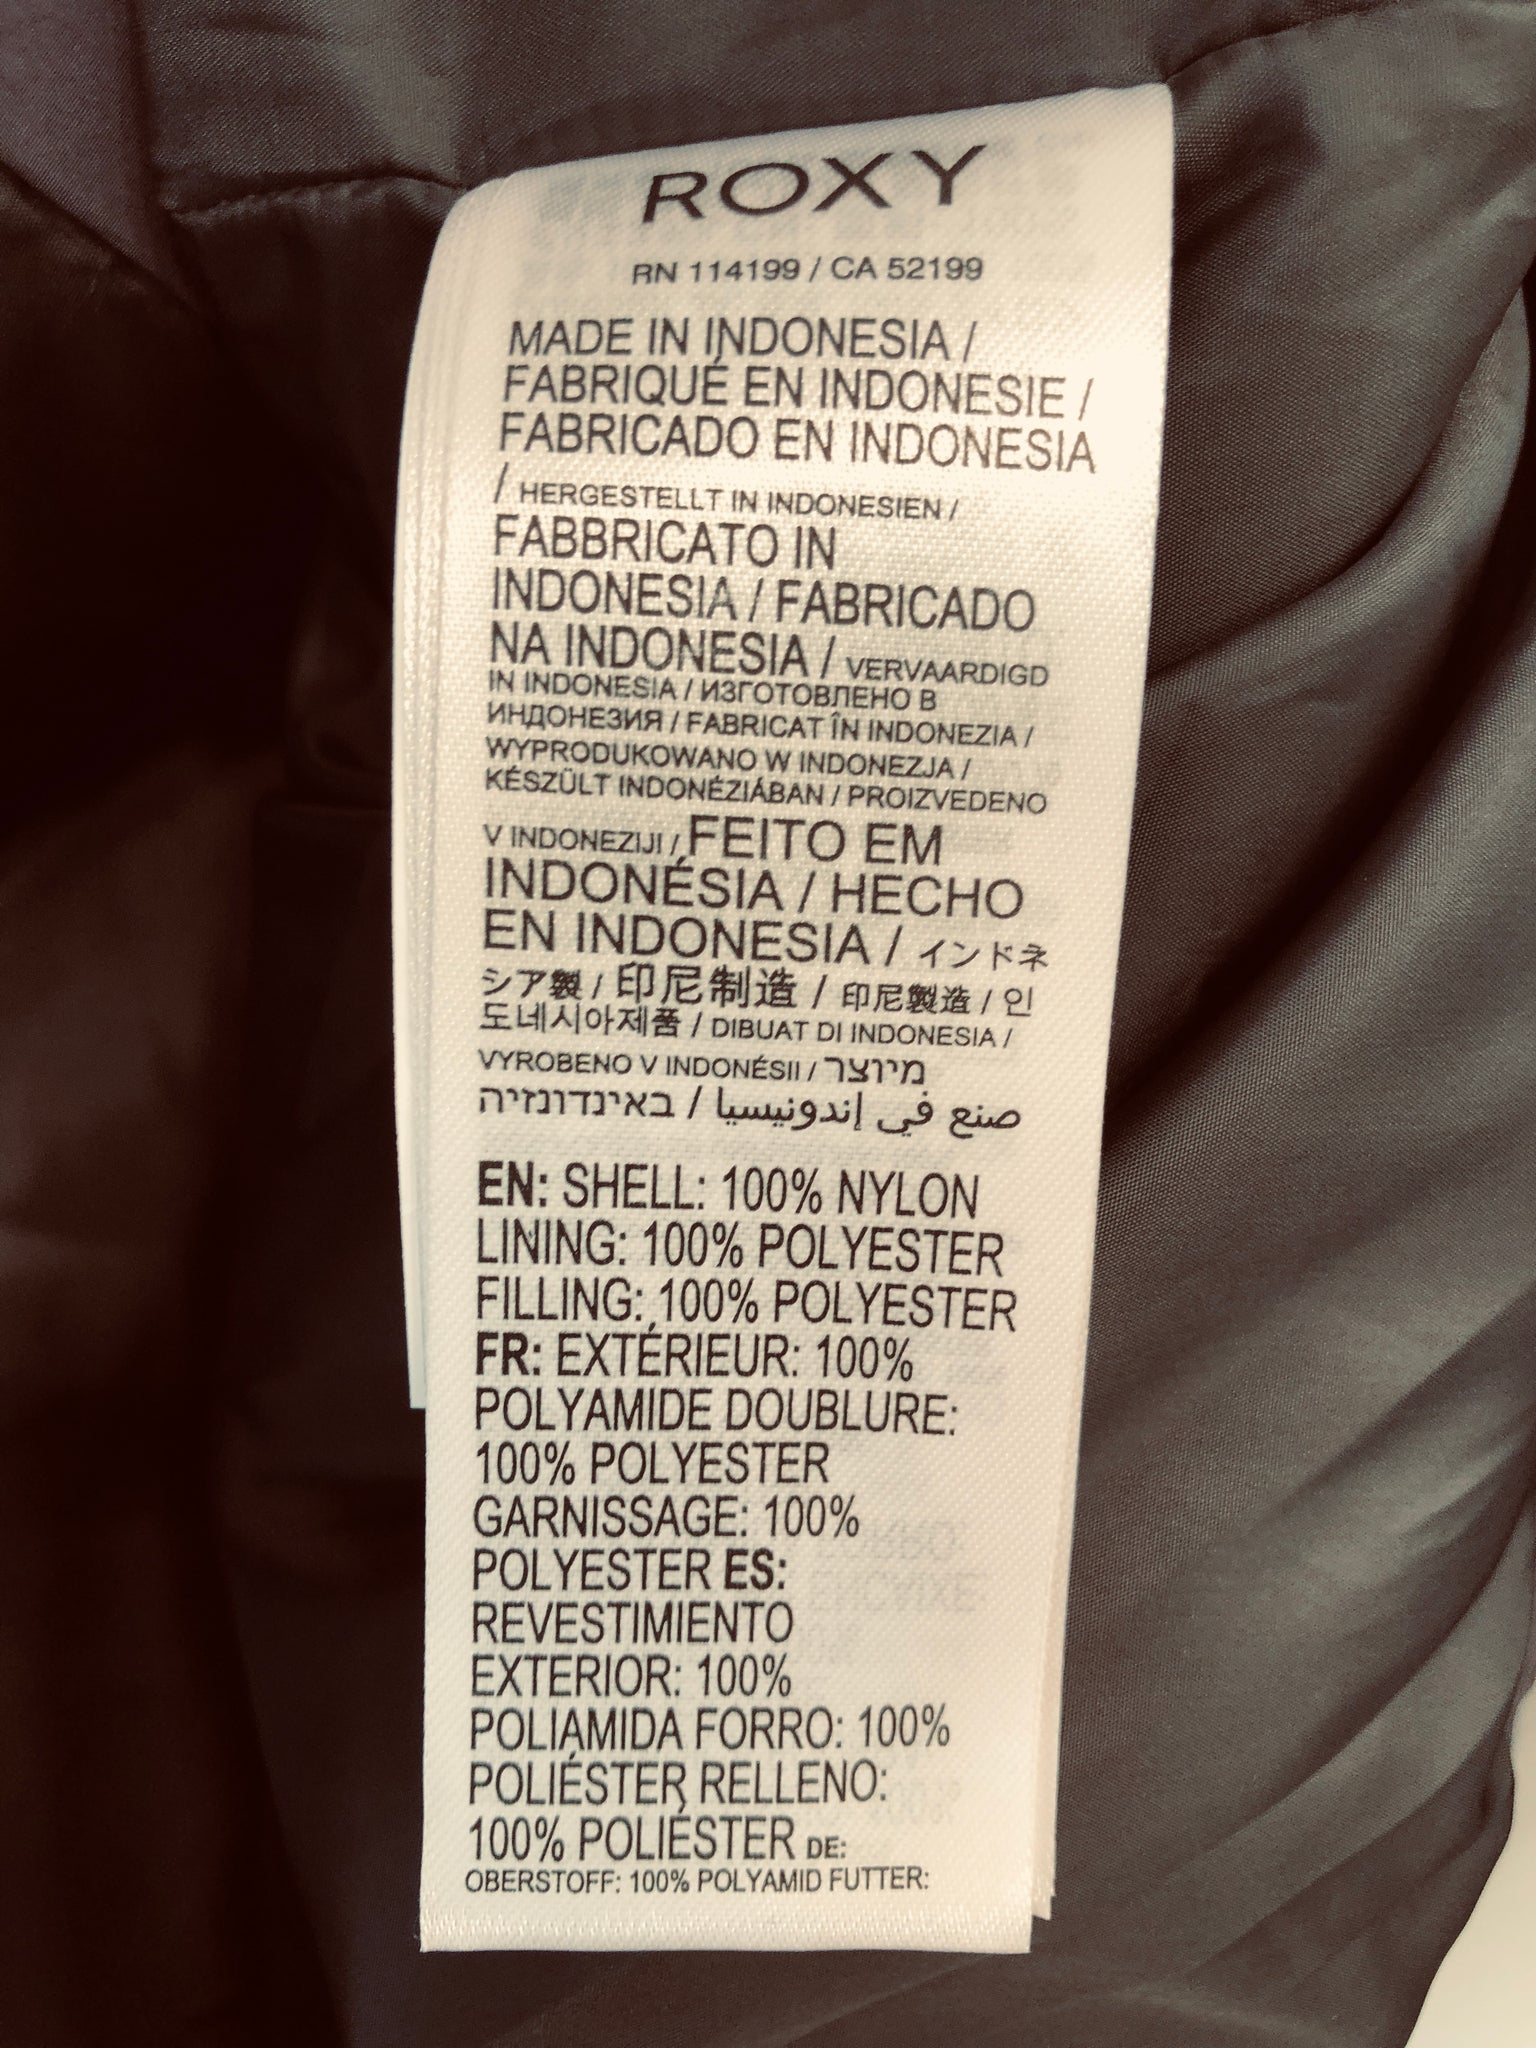 ROXY
RN 114199 / CA 52199
MADE IN INDONESIA /
FABRIQUÉ EN INDONESIE /
FABRICADO EN INDONESIA
/ HERGESTELLT IN INDONESIEN /
FABBRICATO IN
INDONESIA / FABRICADO
NA INDONESIA / VERVAARDIGD
IN INDONESIA / ИЗГОТОВЛЕНО В
ИНДОНЕЗИЯ / FABRICAT ÎN INDONEZIA /
WYPRODUKOWANO W INDONEZJA /
KÉSZÜLT INDONÉZIÁBAN / PROIZVEDENO
V INDONEZIJI / FEITO EM
INDONÉSIA / HECHO
EN INDONESIA / インドネ
シア製 / 印尼制造 / 印尼製造 / 인
도네시아제품 / DIBUAT DI INDONESIA /
VYROBENO V INDONÉSII / מיוצר
באינדונזיה / صنع في إندونيسيا
EN: SHELL: 100% NYLON
LINING: 100% POLYESTER
FILLING: 100% POLYESTER
FR: EXTÉRIEUR: 100%
POLYAMIDE DOUBLURE:
100% POLYESTER
GARNISSAGE: 100%
POLYESTER ES:
REVESTIMIENTO
EXTERIOR: 100%
POLIAMIDA FORRO: 100%
POLIÉSTER RELLENO:
100% POLIÉSTER DE:
OBERSTOFF: 100% POLYAMID FUTTER: